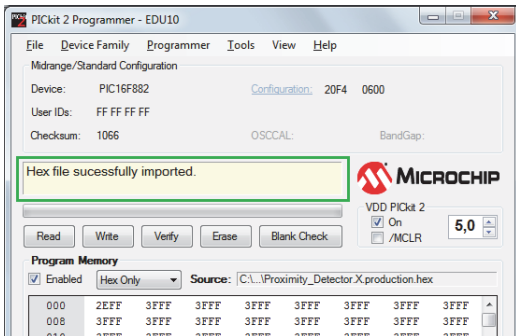 PICkit 2 Programmer - EDU10
File Device Family Programmer Tools View Help
Midrange/Standard Configuration
Device: PIC16F882 Configuration: 20F4 0600
User IDs: FF FF FF FF
Checksum: 1066 OSCCAL: BandGap:
Hex file sucessfully imported.
MICROCHIP
VDD PICkit 2
On
/MCLR
5,0
Read Write Verify Erase Blank Check
Program Memory
Enabled Hex Only Source: C:\...\Proximity_Detector.X.production.hex
000 2EFF 3FFF 3FFF 3FFF 3FFF 3FFF 3FFF 3FFF
008 3FFF 3FFF 3FFF 3FFF 3FFF 3FFF 3FFF 3FFF